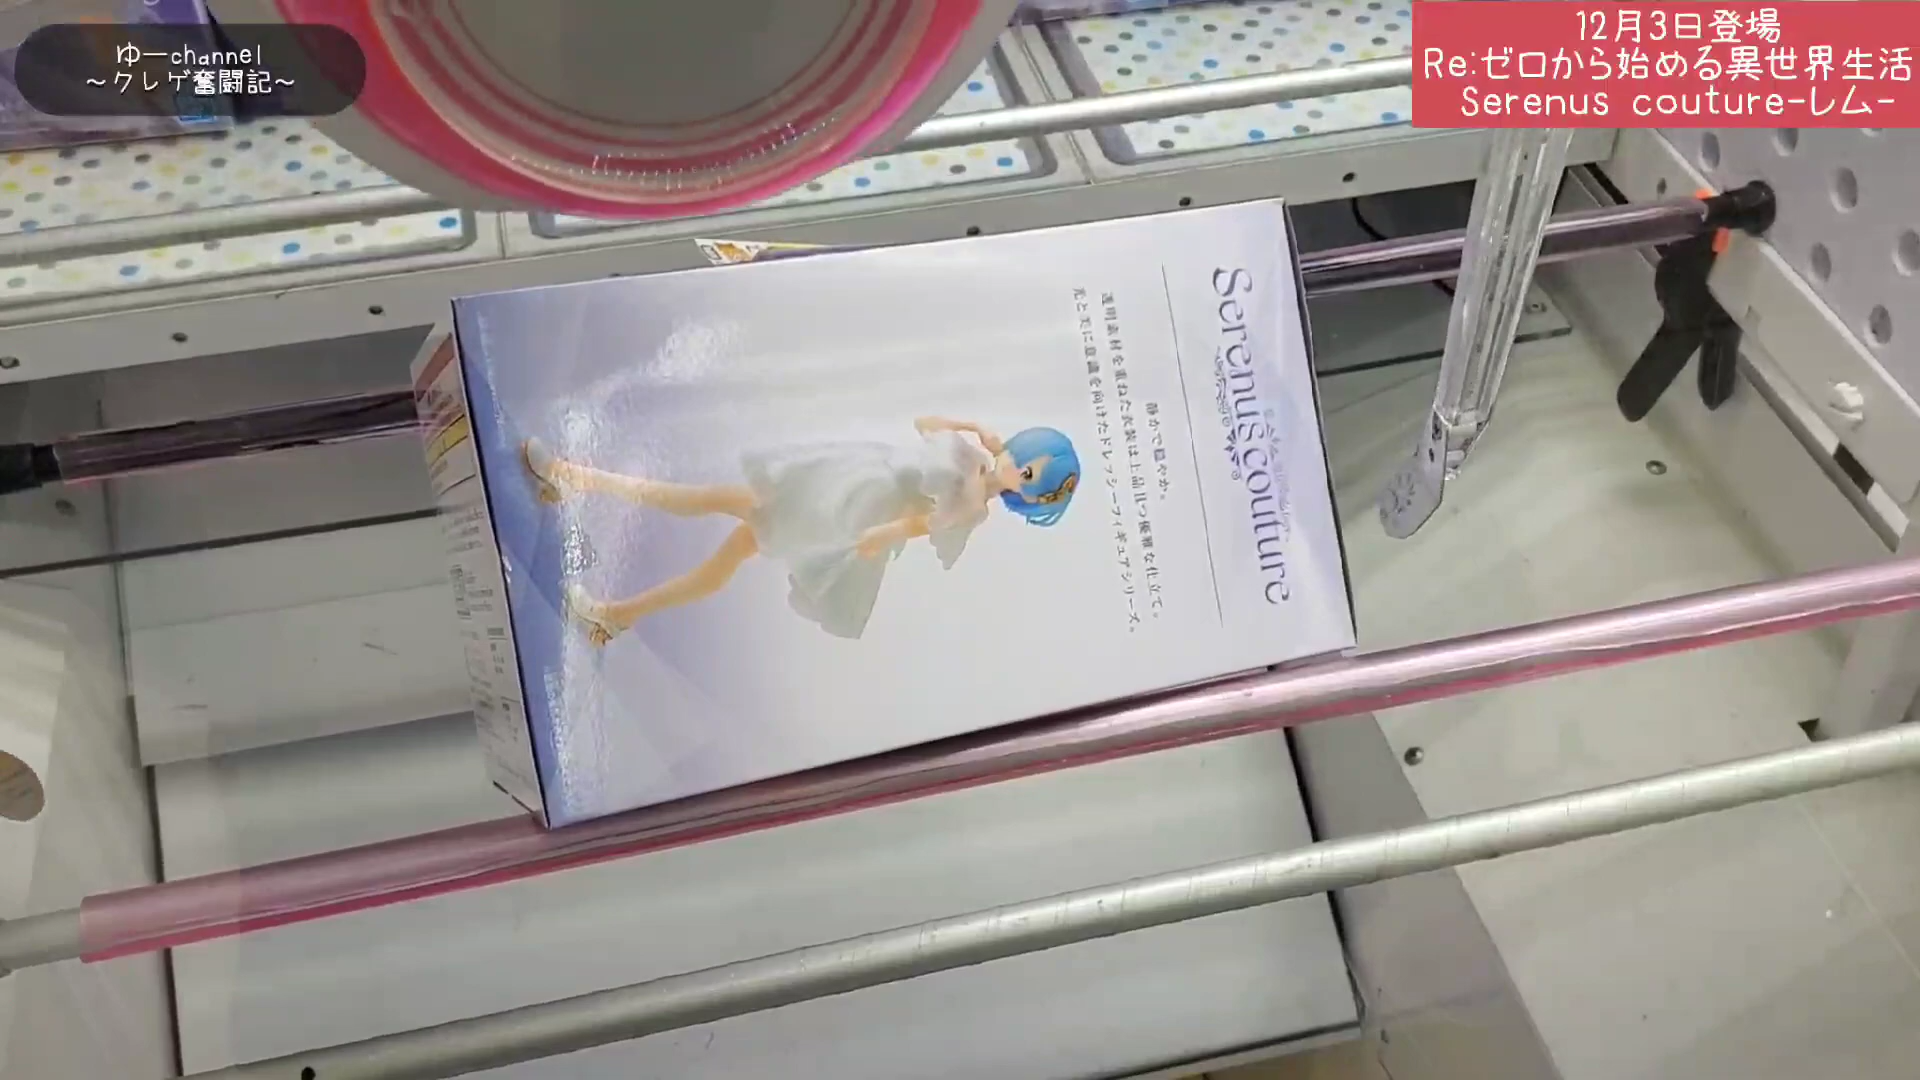 ゆーchannel
～クレゲ奮闘記～
12月3日登場
Re:ゼロから始める異世界生活
Serenus couture-レム-
Serenus couture
静かで穏やか。
透明素材を重ねた衣装は上品且つ優雅な仕立て。
光と美に意識を向けたドレッシーフィギュアシリーズ。